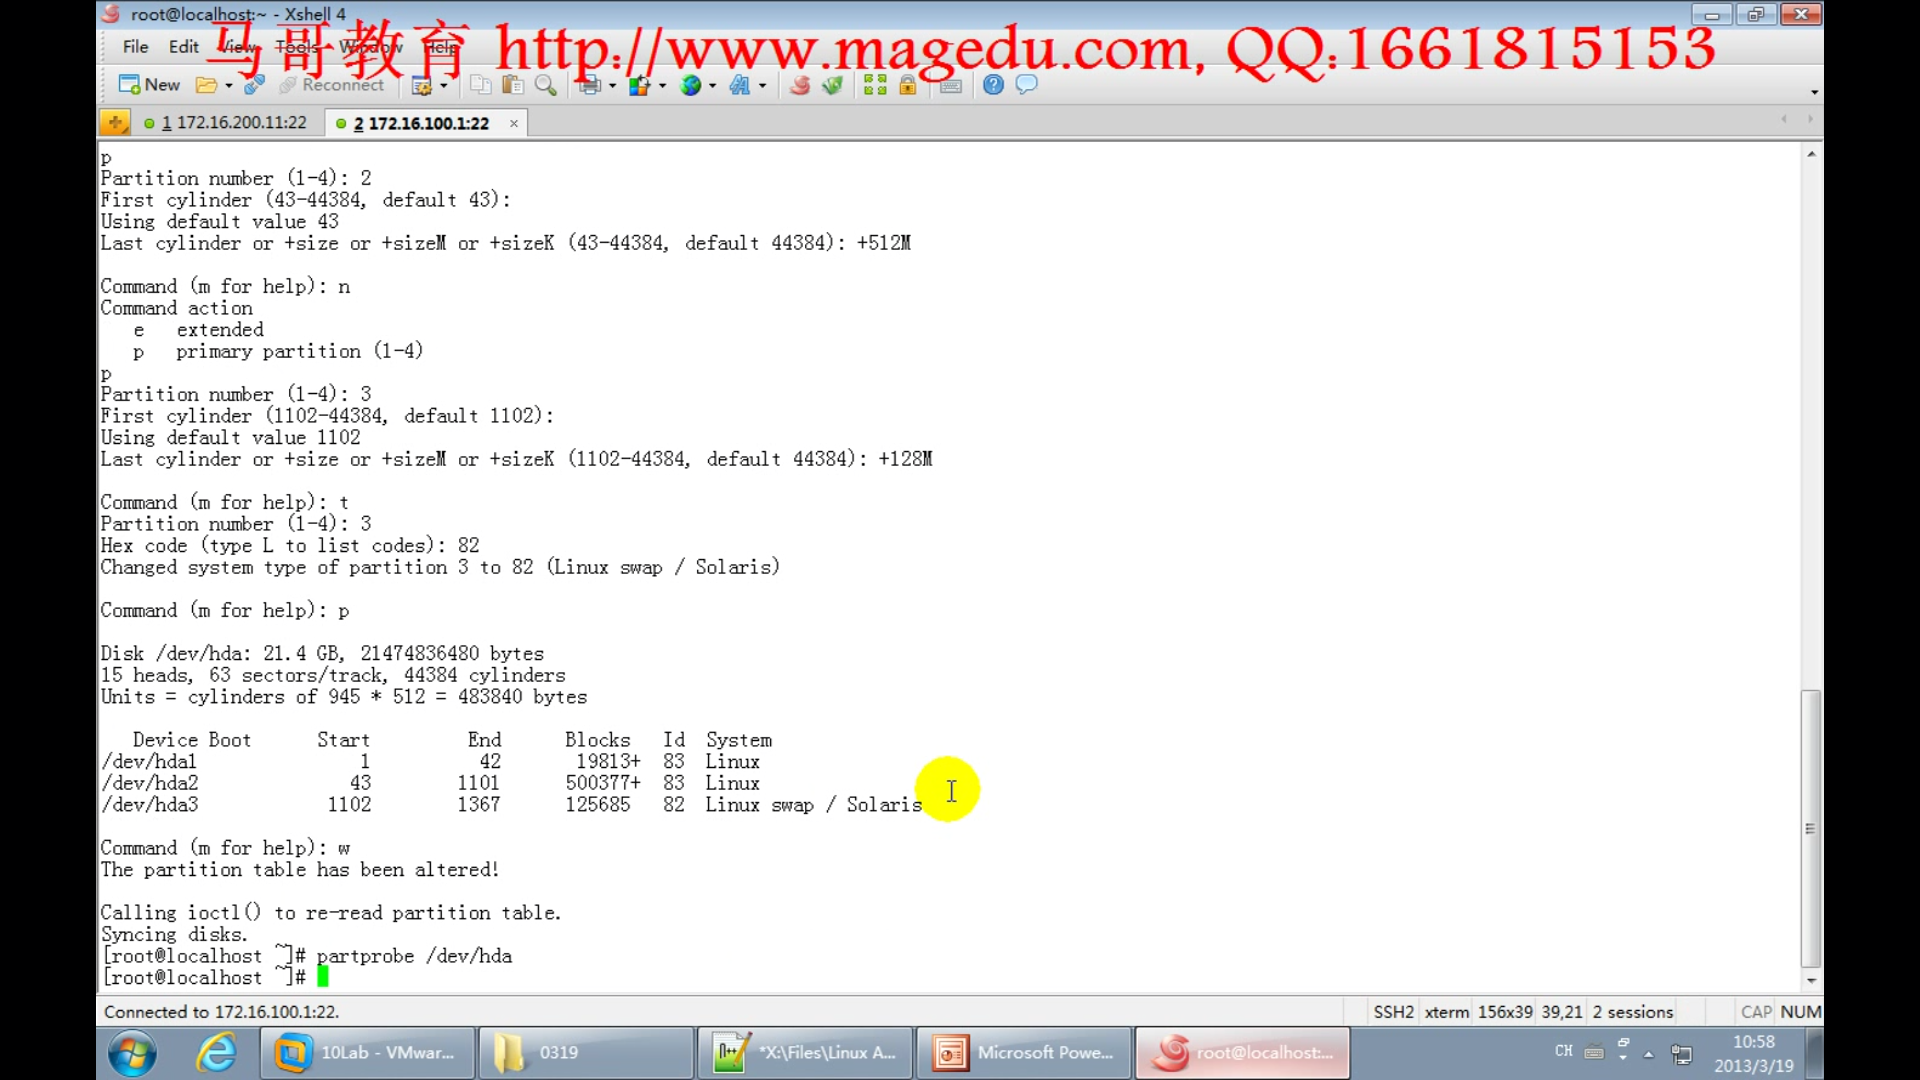 root@localhost:~ - Xshell 4
马哥教育 http://www.magedu.com, QQ:1661815153
File Edit View Tools Window Help
New Reconnect
1 172.16.200.11:22 2 172.16.100.1:22
p
Partition number (1-4): 2
First cylinder (43-44384, default 43):
Using default value 43
Last cylinder or +size or +sizeM or +sizeK (43-44384, default 44384): +512M
Command (m for help): n
Command action
e extended
p primary partition (1-4)
p
Partition number (1-4): 3
First cylinder (1102-44384, default 1102):
Using default value 1102
Last cylinder or +size or +sizeM or +sizeK (1102-44384, default 44384): +128M
Command (m for help): t
Partition number (1-4): 3
Hex code (type L to list codes): 82
Changed system type of partition 3 to 82 (Linux swap / Solaris)
Command (m for help): p
Disk /dev/hda: 21.4 GB, 21474836480 bytes
15 heads, 63 sectors/track, 44384 cylinders
Units = cylinders of 945 * 512 = 483840 bytes
Device Boot Start End Blocks Id System
/dev/hda1 1 42 19813+ 83 Linux
/dev/hda2 43 1101 500377+ 83 Linux
/dev/hda3 1102 1367 125685 82 Linux swap / Solaris
Command (m for help): w
The partition table has been altered!
Calling ioctl() to re-read partition table.
Syncing disks.
[root@localhost ~]# partprobe /dev/hda
[root@localhost ~]#
Connected to 172.16.100.1:22. SSH2 xterm 156x39 39,21 2 sessions CAP NUM
10Lab - VMwar... 0319 *X:\Files\Linux A... Microsoft Powe... root@localhost:... CH 10:58
2013/3/19